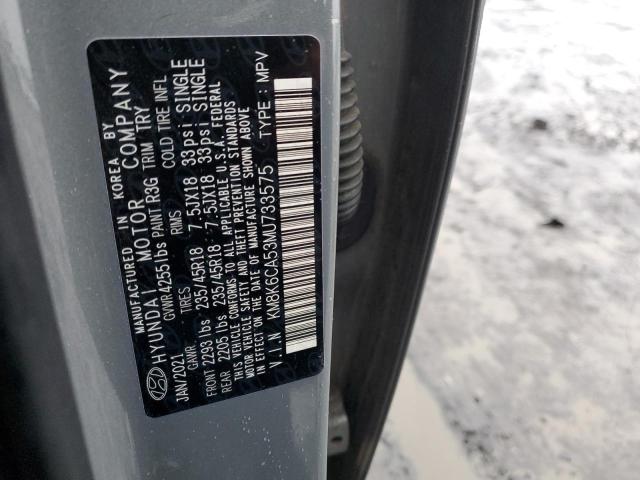 MANUFACTURED IN KOREA BY
HYUNDAI MOTOR COMPANY
JAN/2021 GVWR 4255lbs PAINT R3G TRIM TRY
GAWR TIRES RIMS COLD TIRE INFL
FRONT 2293 lbs 235/45R18 7.5JX18 33psi SINGLE
REAR 2205 lbs 235/45R18 7.5JX18 33psi SINGLE
THIS VEHICLE CONFORMS TO ALL APPLICABLE U.S.A. FEDERAL
MOTOR VEHICLE SAFETY AND THEFT PREVENTION STANDARDS
IN EFFECT ON THE DATE OF MANUFACTURE SHOWN ABOVE
V.I.N KM8K6CA53MU733575 TYPE : MPV